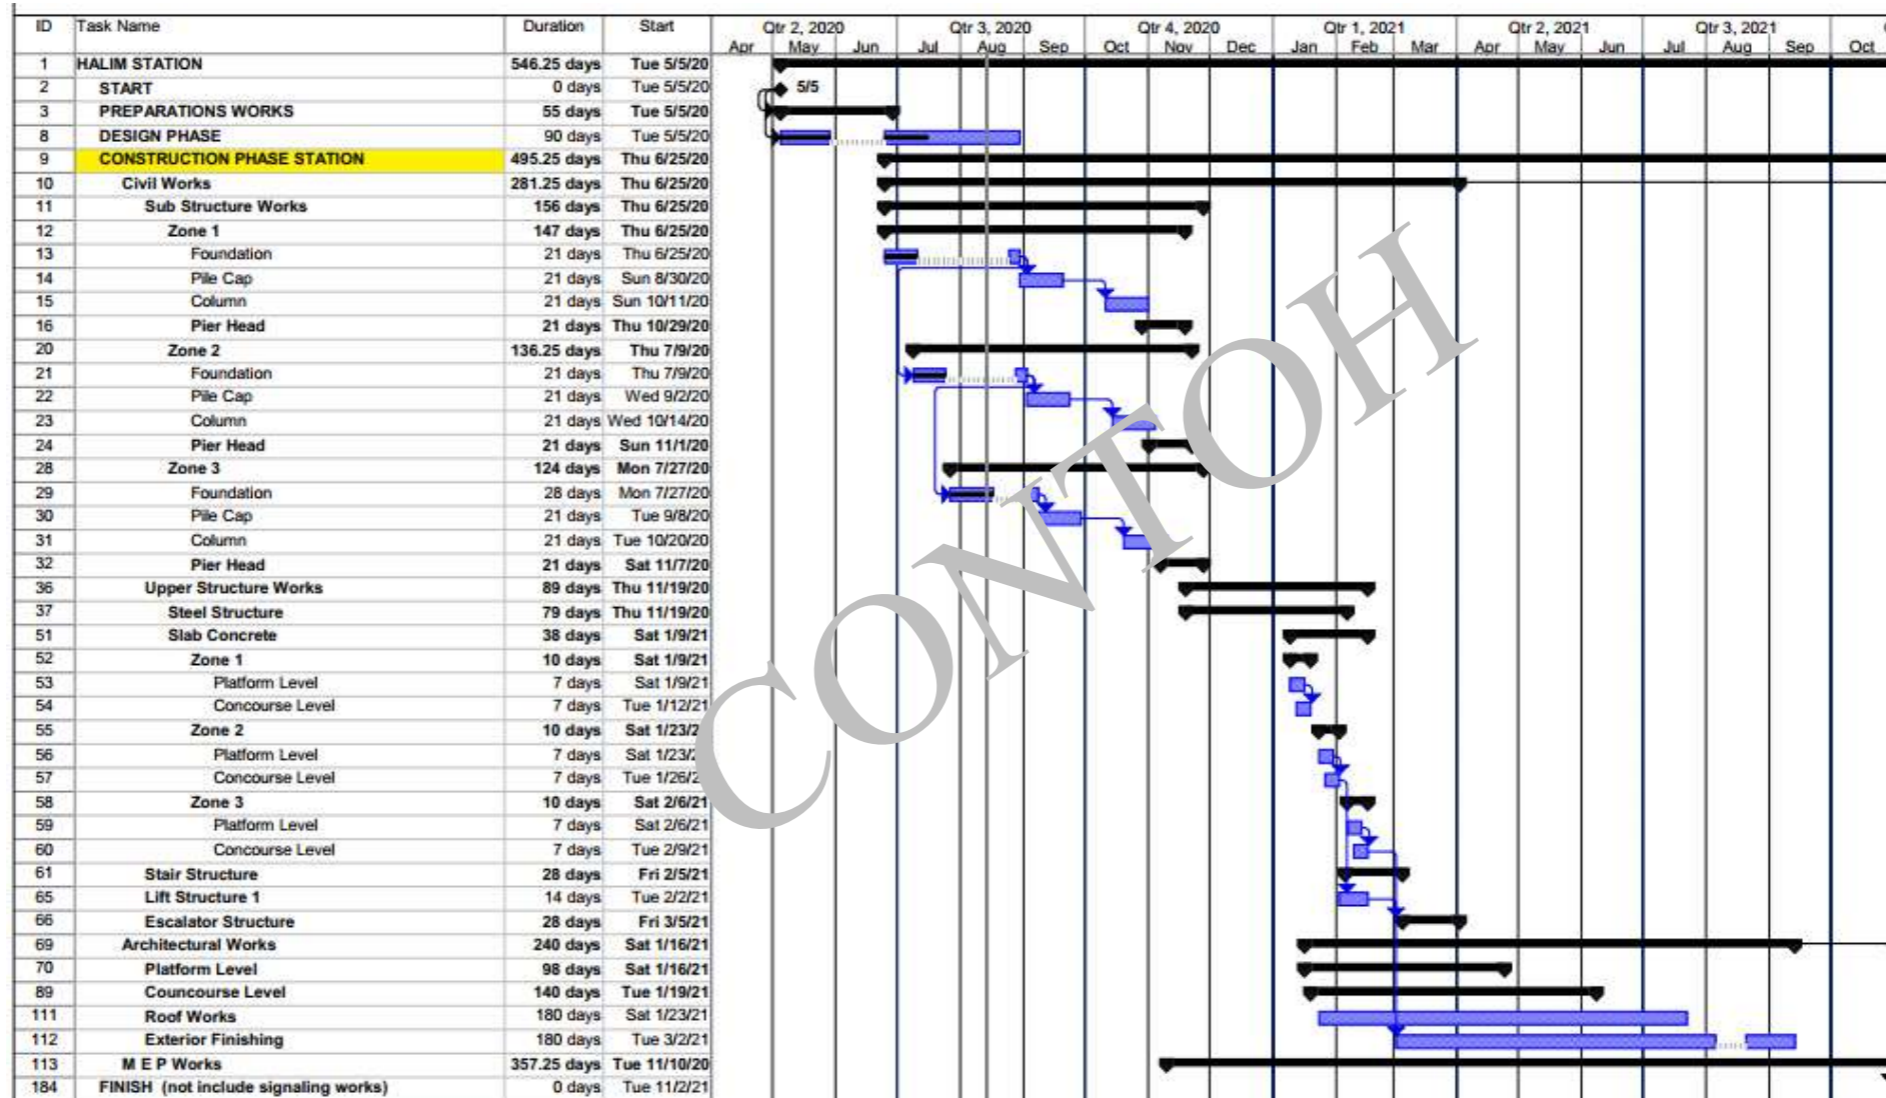 ID Task Name Duration Start Qtr 2, 2020 Qtr 3, 2020 Qtr 4, 2020 Qtr 1, 2021 Qtr 2, 2021 Qtr 3, 2021
Apr May Jun Jul Aug Sep Oct Nov Dec Jan Feb Mar Apr May Jun Jul Aug Sep Oct
1 HALIM STATION 546.25 days Tue 5/5/20
2 START 0 days Tue 5/5/20 5/5
3 PREPARATIONS WORKS 55 days Tue 5/5/20
8 DESIGN PHASE 90 days Tue 5/5/20
9 CONSTRUCTION PHASE STATION 495.25 days Thu 6/25/20
10 Civil Works 281.25 days Thu 6/25/20
11 Sub Structure Works 156 days Thu 6/25/20
12 Zone 1 147 days Thu 6/25/20
13 Foundation 21 days Thu 6/25/20
14 Pile Cap 21 days Sun 8/30/20
15 Column 21 days Sun 10/11/20
16 Pier Head 21 days Thu 10/29/20
20 Zone 2 136.25 days Thu 7/9/20
21 Foundation 21 days Thu 7/9/20
22 Pile Cap 21 days Wed 9/2/20
23 Column 21 days Wed 10/14/20
24 Pier Head 21 days Sun 11/1/20
28 Zone 3 124 days Mon 7/27/20
29 Foundation 28 days Mon 7/27/20
30 Pile Cap 21 days Tue 9/8/20
31 Column 21 days Tue 10/20/20
32 Pier Head 21 days Sat 11/7/20
36 Upper Structure Works 89 days Thu 11/19/20
37 Steel Structure 79 days Thu 11/19/20
51 Slab Concrete 38 days Sat 1/9/21
52 Zone 1 10 days Sat 1/9/21
53 Platform Level 7 days Sat 1/9/21
54 Concourse Level 7 days Tue 1/12/21
55 Zone 2 10 days Sat 1/23/2
56 Platform Level 7 days Sat 1/23/2
57 Concourse Level 7 days Tue 1/26/2
58 Zone 3 10 days Sat 2/6/21
59 Platform Level 7 days Sat 2/6/21
60 Concourse Level 7 days Tue 2/9/21
61 Stair Structure 28 days Fri 2/5/21
65 Lift Structure 1 14 days Tue 2/2/21
66 Escalator Structure 28 days Fri 3/5/21
69 Architectural Works 240 days Sat 1/16/21
70 Platform Level 98 days Sat 1/16/21
89 Councourse Level 140 days Tue 1/19/21
111 Roof Works 180 days Sat 1/23/21
112 Exterior Finishing 180 days Tue 3/2/21
113 M E P Works 357.25 days Tue 11/10/20
184 FINISH (not include signaling works) 0 days Tue 11/2/21
CONTOH